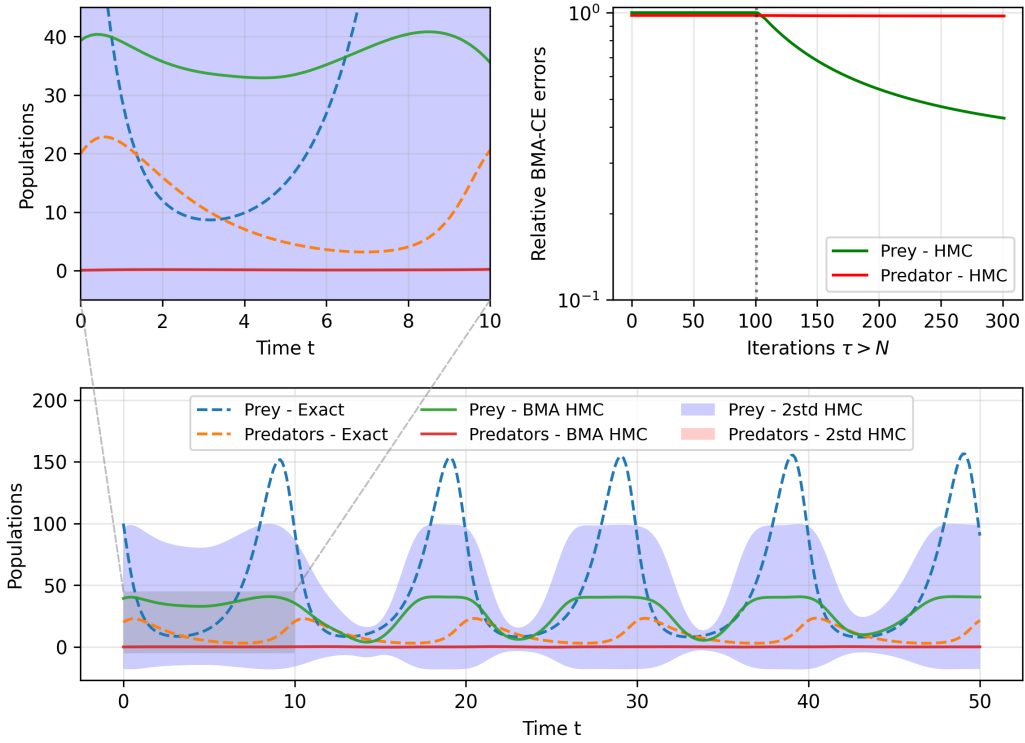 40
30
20
10
0
Populations
0 2 4 6 8 10
Time t
10⁰
10⁻¹
Relative BMA-CE errors
Prey - HMC
Predator - HMC
0 50 100 150 200 250 300
Iterations τ > N
200
150
100
50
0
Populations
Prey - Exact Prey - BMA HMC Prey - 2std HMC
Predators - Exact Predators - BMA HMC Predators - 2std HMC
0 10 20 30 40 50
Time t